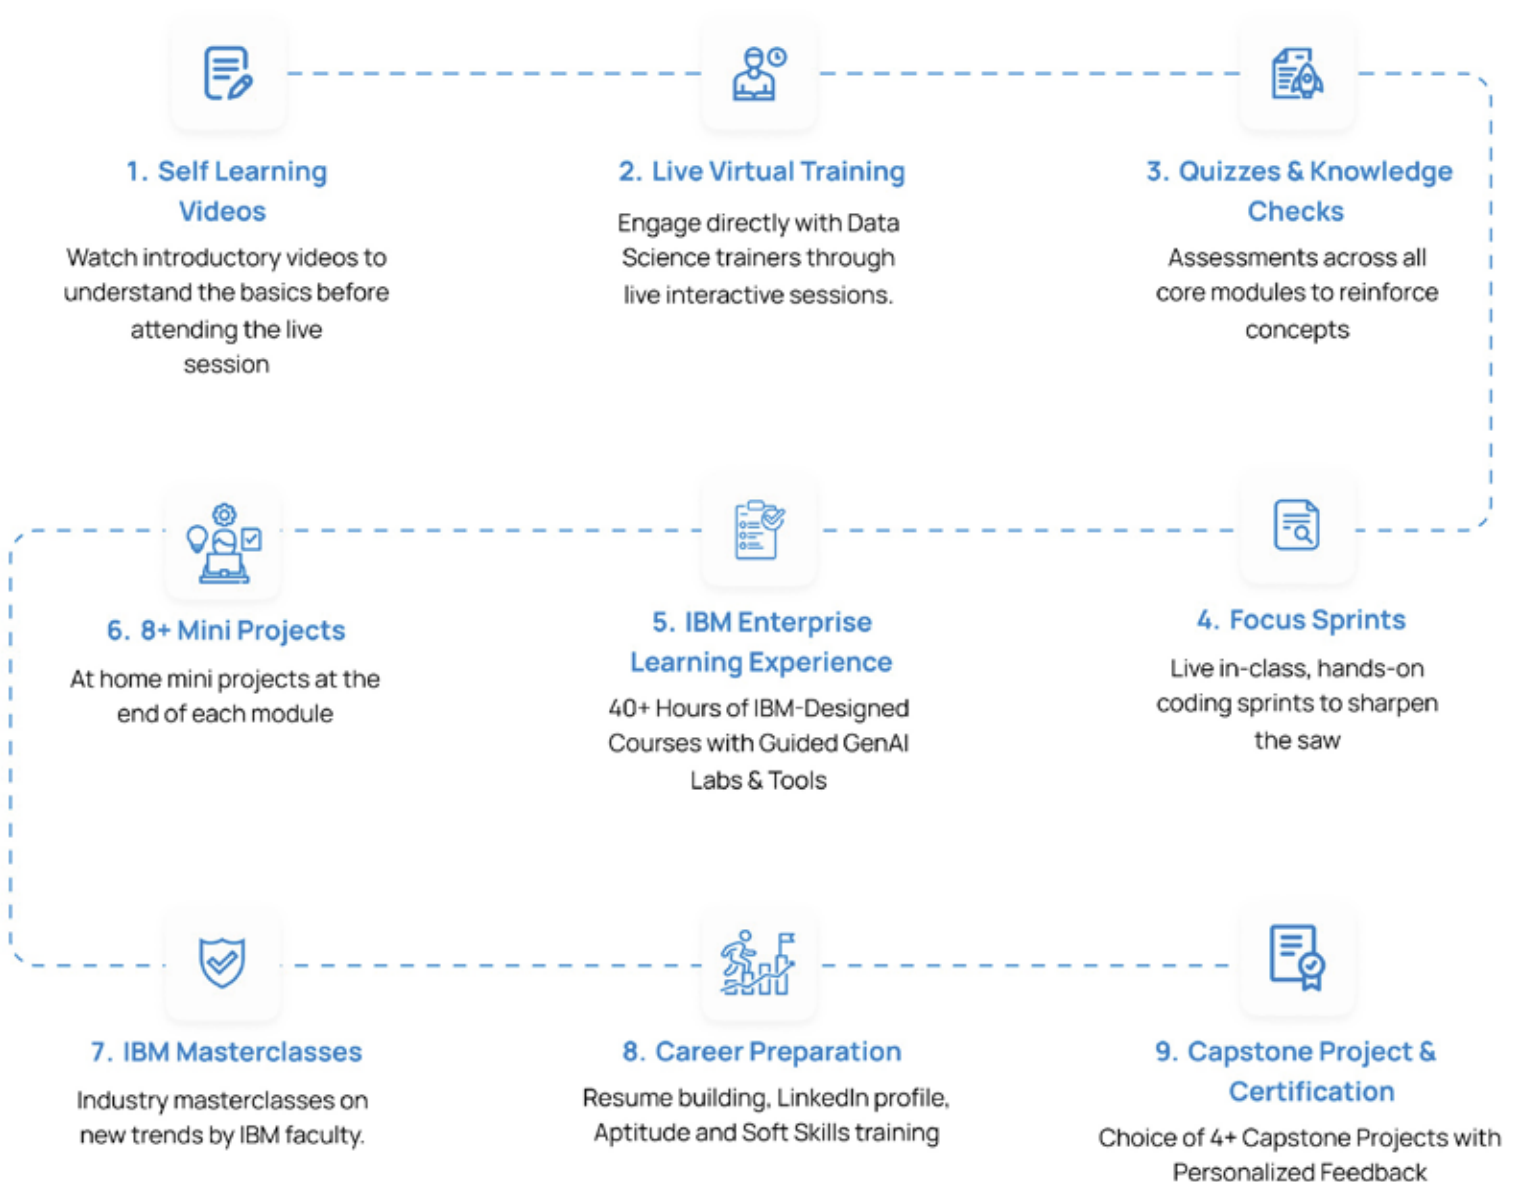 1. Self Learning
Videos
Watch introductory videos to
understand the basics before
attending the live
session
2. Live Virtual Training
Engage directly with Data
Science trainers through
live interactive sessions.
3. Quizzes & Knowledge
Checks
Assessments across all
core modules to reinforce
concepts
4. Focus Sprints
Live in-class, hands-on
coding sprints to sharpen
the saw
5. IBM Enterprise
Learning Experience
40+ Hours of IBM-Designed
Courses with Guided GenAI
Labs & Tools
6. 8+ Mini Projects
At home mini projects at the
end of each module
7. IBM Masterclasses
Industry masterclasses on
new trends by IBM faculty.
8. Career Preparation
Resume building, LinkedIn profile,
Aptitude and Soft Skills training
9. Capstone Project &
Certification
Choice of 4+ Capstone Projects with
Personalized Feedback